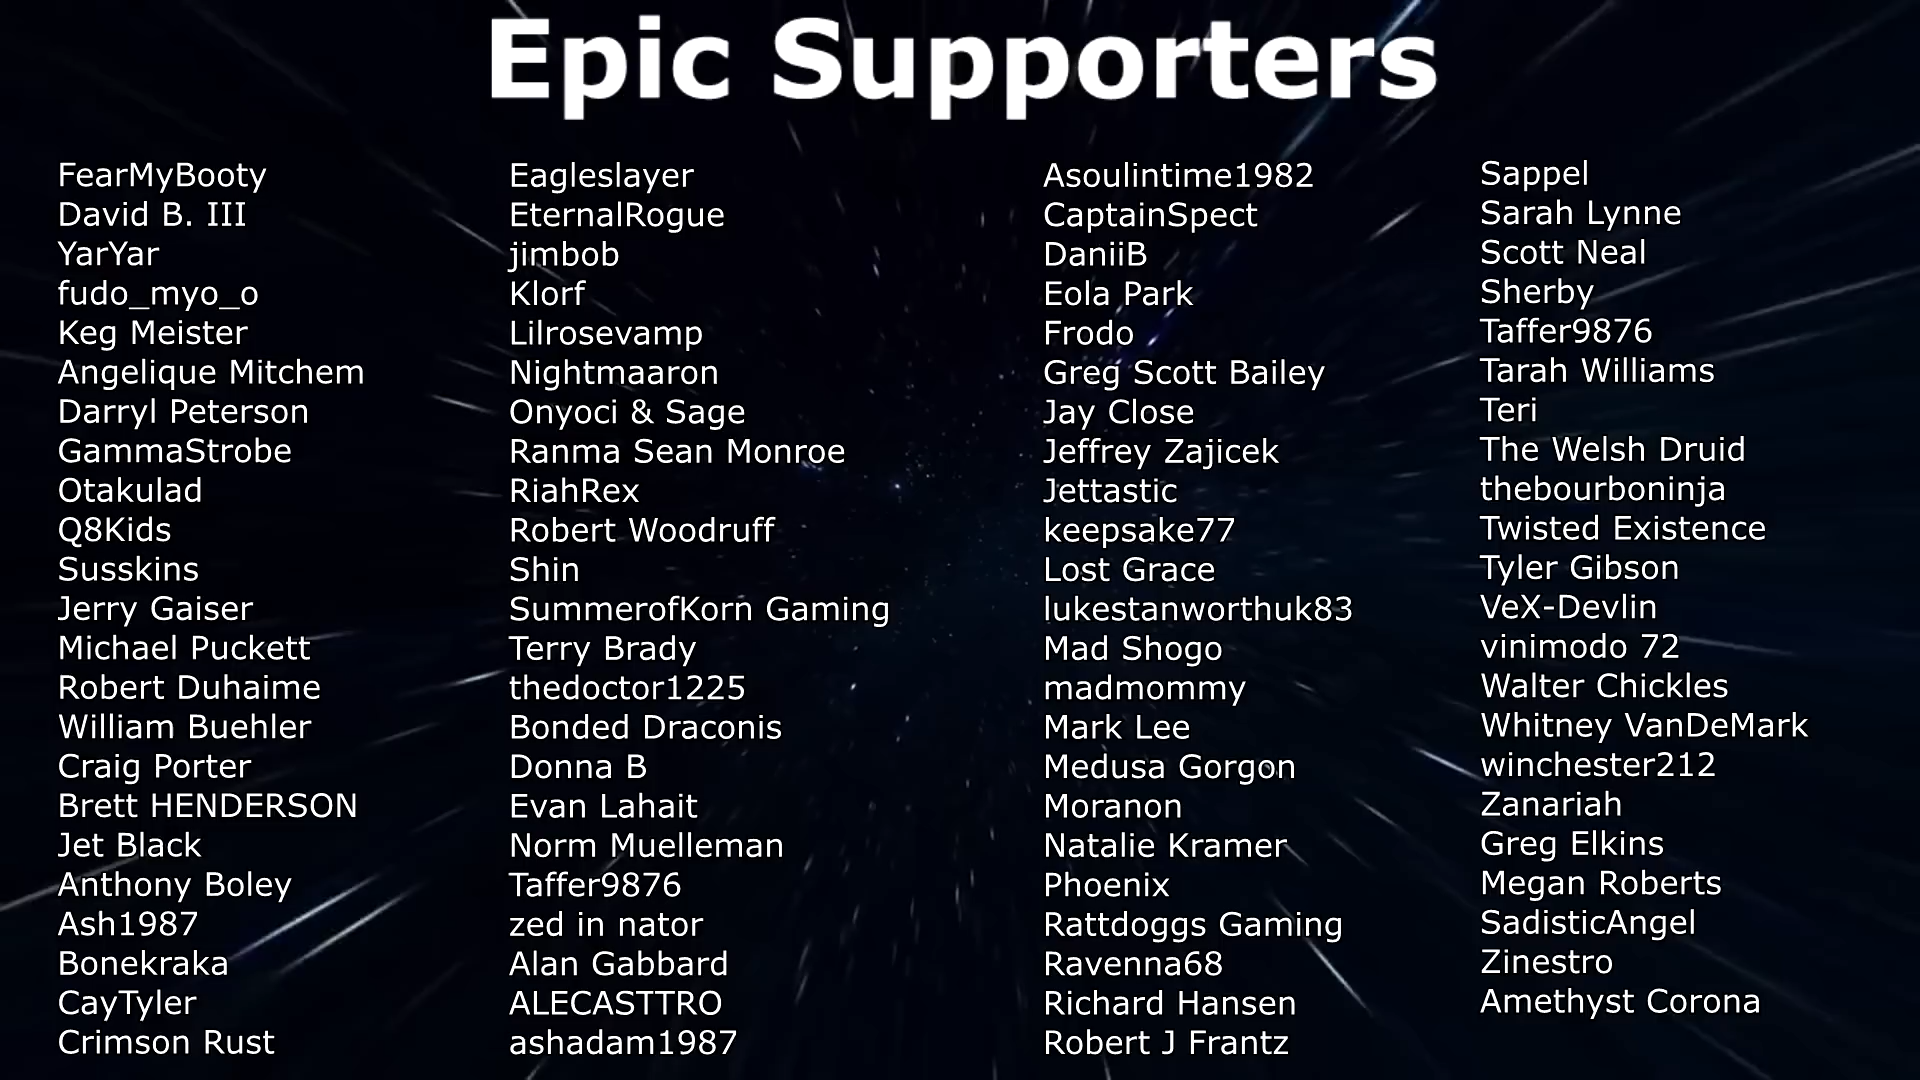 Epic Supporters
FearMyBooty
David B. III
YarYar
fudo_myo_o
Keg Meister
Angelique Mitchem
Darryl Peterson
GammaStrobe
Otakulad
Q8Kids
Susskins
Jerry Gaiser
Michael Puckett
Robert Duhaime
William Buehler
Craig Porter
Brett HENDERSON
Jet Black
Anthony Boley
Ash1987
Bonekraka
CayTyler
Crimson Rust
Eagleslayer
EternalRogue
jimbob
Klorf
Lilrosevamp
Nightmaaron
Onyoci & Sage
Ranma Sean Monroe
RiahRex
Robert Woodruff
Shin
SummerofKorn Gaming
Terry Brady
thedoctor1225
Bonded Draconis
Donna B
Evan Lahait
Norm Muelleman
Taffer9876
zed in nator
Alan Gabbard
ALECASTTRO
ashadam1987
Asoulintime1982
CaptainSpect
DaniiB
Eola Park
Frodo
Greg Scott Bailey
Jay Close
Jeffrey Zajicek
Jettastic
keepsake77
Lost Grace
lukestanworthuk83
Mad Shogo
madmommy
Mark Lee
Medusa Gorgon
Moranon
Natalie Kramer
Phoenix
Rattdoggs Gaming
Ravenna68
Richard Hansen
Robert J Frantz
Sappel
Sarah Lynne
Scott Neal
Sherby
Taffer9876
Tarah Williams
Teri
The Welsh Druid
thebourboninja
Twisted Existence
Tyler Gibson
VeX-Devlin
vinimodo 72
Walter Chickles
Whitney VanDeMark
winchester212
Zanariah
Greg Elkins
Megan Roberts
SadisticAngel
Zinestro
Amethyst Corona